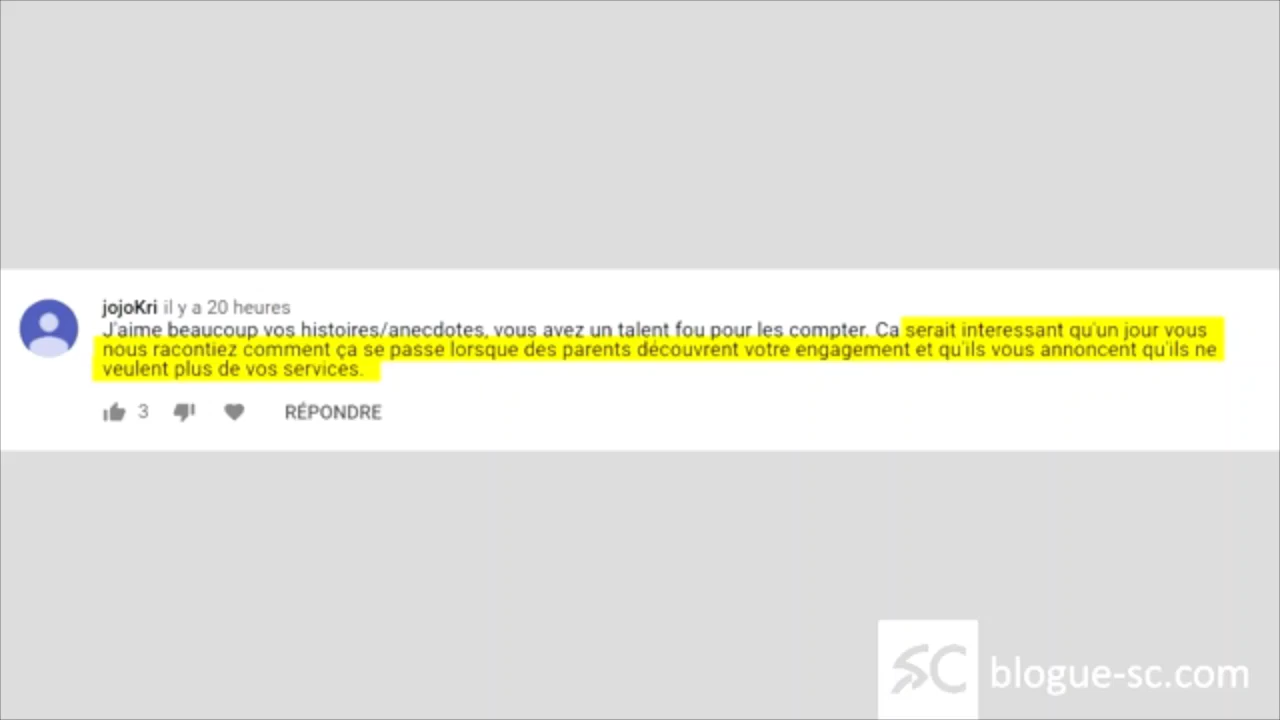 jojoKri il y a 20 heures
J'aime beaucoup vos histoires/anecdotes, vous avez un talent fou pour les compter. Ca serait interessant qu'un jour vous
nous racontiez comment ça se passe lorsque des parents découvrent votre engagement et qu'ils vous annoncent qu'ils ne
veulent plus de vos services.
3 RÉPONDRE
SC blogue-sc.com